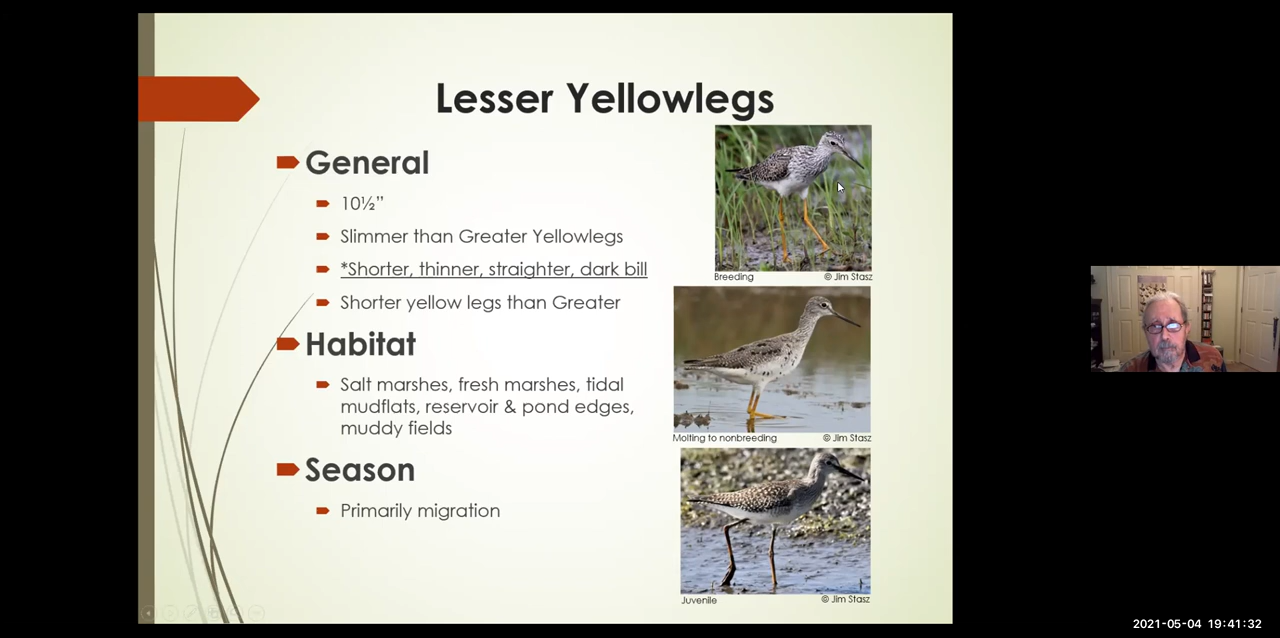 Lesser Yellowlegs
General
10½”
Slimmer than Greater Yellowlegs
*Shorter, thinner, straighter, dark bill
Shorter yellow legs than Greater
Habitat
Salt marshes, fresh marshes, tidal
mudflats, reservoir & pond edges,
muddy fields
Season
Primarily migration
Breeding © Jim Stasz
Molting to nonbreeding © Jim Stasz
Juvenile © Jim Stasz
2021-05-04 19:41:32